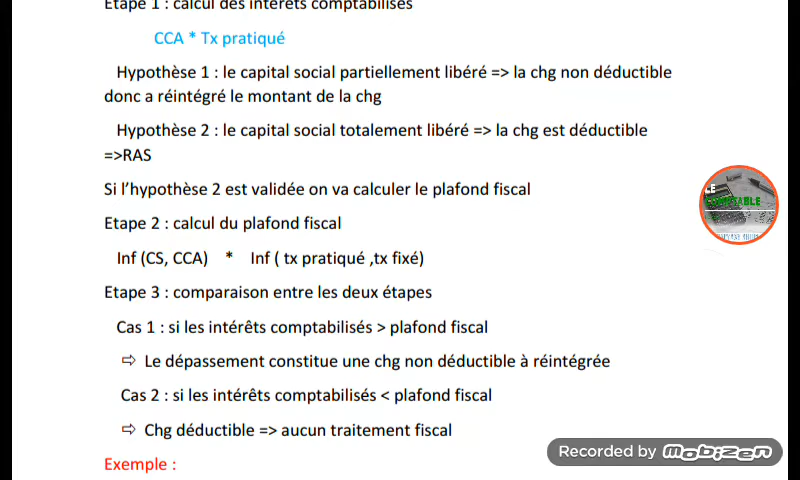 Etape 1 : calcul des intérêts comptabilisés
CCA * Tx pratiqué
Hypothèse 1 : le capital social partiellement libéré => la chg non déductible
donc a réintégré le montant de la chg
Hypothèse 2 : le capital social totalement libéré => la chg est déductible
=>RAS
Si l’hypothèse 2 est validée on va calculer le plafond fiscal
Etape 2 : calcul du plafond fiscal
Inf (CS, CCA) * Inf ( tx pratiqué ,tx fixé)
Etape 3 : comparaison entre les deux étapes
Cas 1 : si les intérêts comptabilisés > plafond fiscal
⇨ Le dépassement constitue une chg non déductible à réintégrée
Cas 2 : si les intérêts comptabilisés < plafond fiscal
⇨ Chg déductible => aucun traitement fiscal
Exemple :
LE
COMPTABLE
Recorded by mobizen